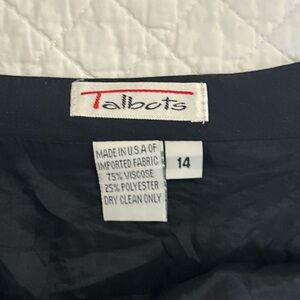 Talbots
MADE IN U.S.A OF
IMPORTED FABRIC
75% VISCOSE
25% POLYESTER
DRY CLEAN ONLY
14